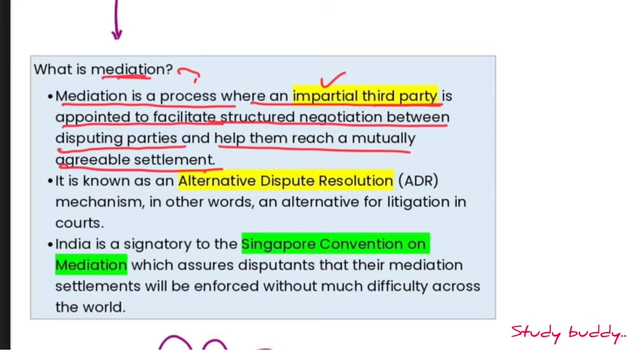 What is mediation?
• Mediation is a process where an impartial third party is
appointed to facilitate structured negotiation between
disputing parties and help them reach a mutually
agreeable settlement.
• It is known as an Alternative Dispute Resolution (ADR)
mechanism, in other words, an alternative for litigation in
courts.
• India is a signatory to the Singapore Convention on
Mediation which assures disputants that their mediation
settlements will be enforced without much difficulty across
the world.
Study buddy..